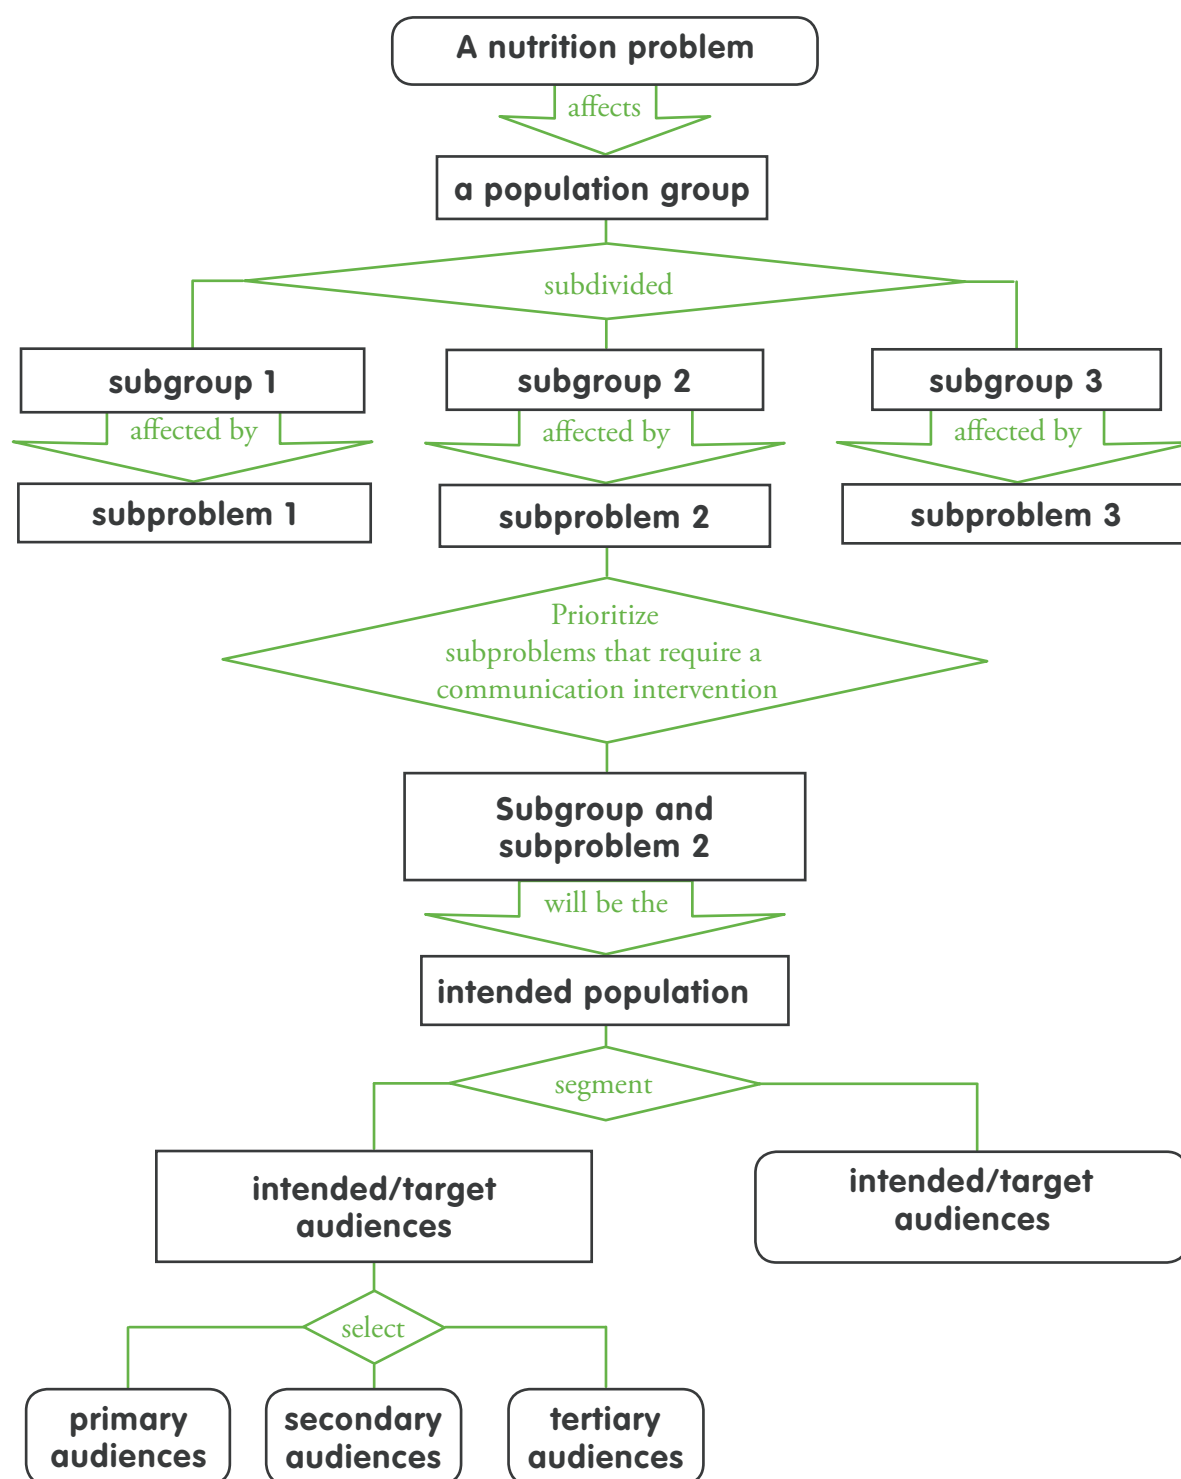 A nutrition problem
affects
a population group
subdivided
subgroup 1
subgroup 2
subgroup 3
affected by
affected by
affected by
subproblem 1
subproblem 2
subproblem 3
Prioritize
subproblems that require a
communication intervention
Subgroup and
subproblem 2
will be the
intended population
segment
intended/target
audiences
intended/target
audiences
select
primary
audiences
secondary
audiences
tertiary
audiences